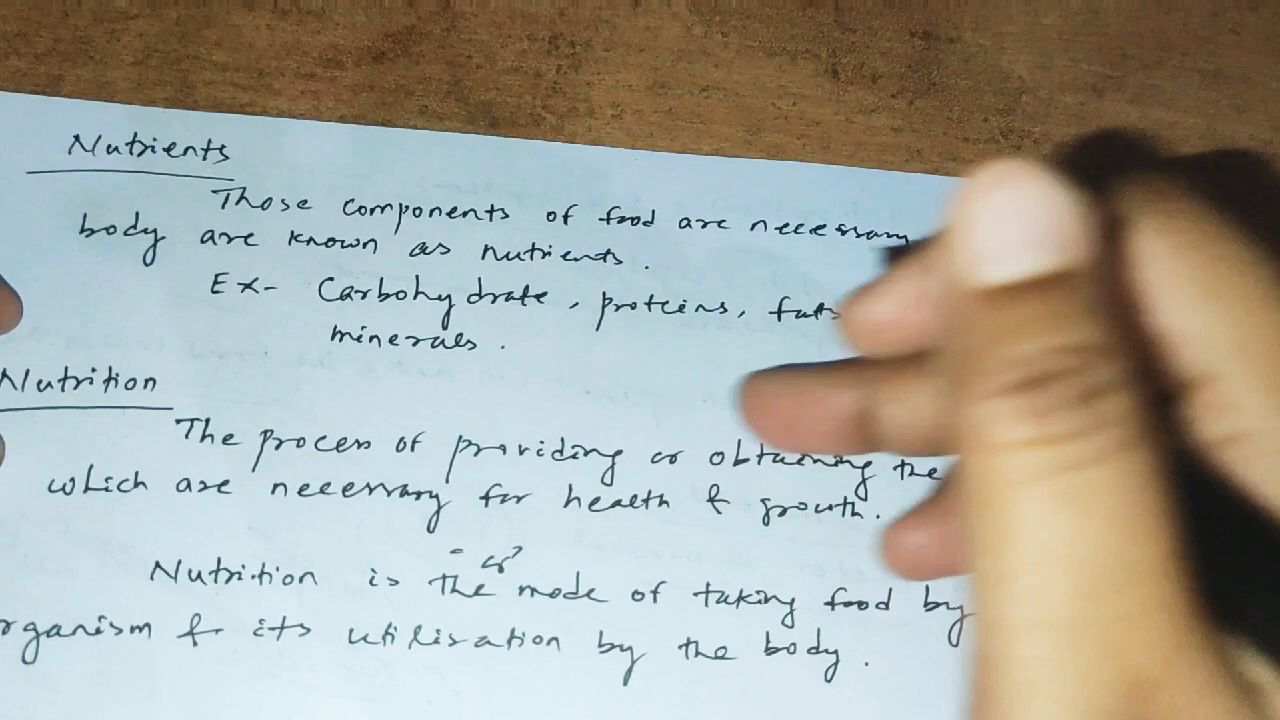 Nutrients
Those components of food are necessary
body are known as nutrients.
Ex- Carbohydrate, proteins, fats
minerals.
Nutrition
The process of providing or obtaining the
which are necessary for health & growth.
- or
Nutrition is the mode of taking food by
rganism & its utilisation by the body.